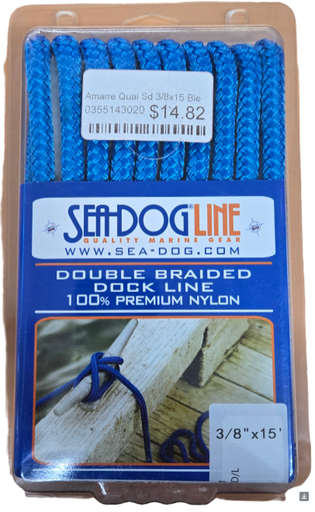 Amarre Quai Sd 3/8x15 Ble
0355143020 $14.82
SEA-DOG® LINE
QUALITY MARINE GEAR
WWW.SEA-DOG.COM
DOUBLE BRAIDED
DOCK LINE
100% PREMIUM NYLON
3/8"x15'
D/L